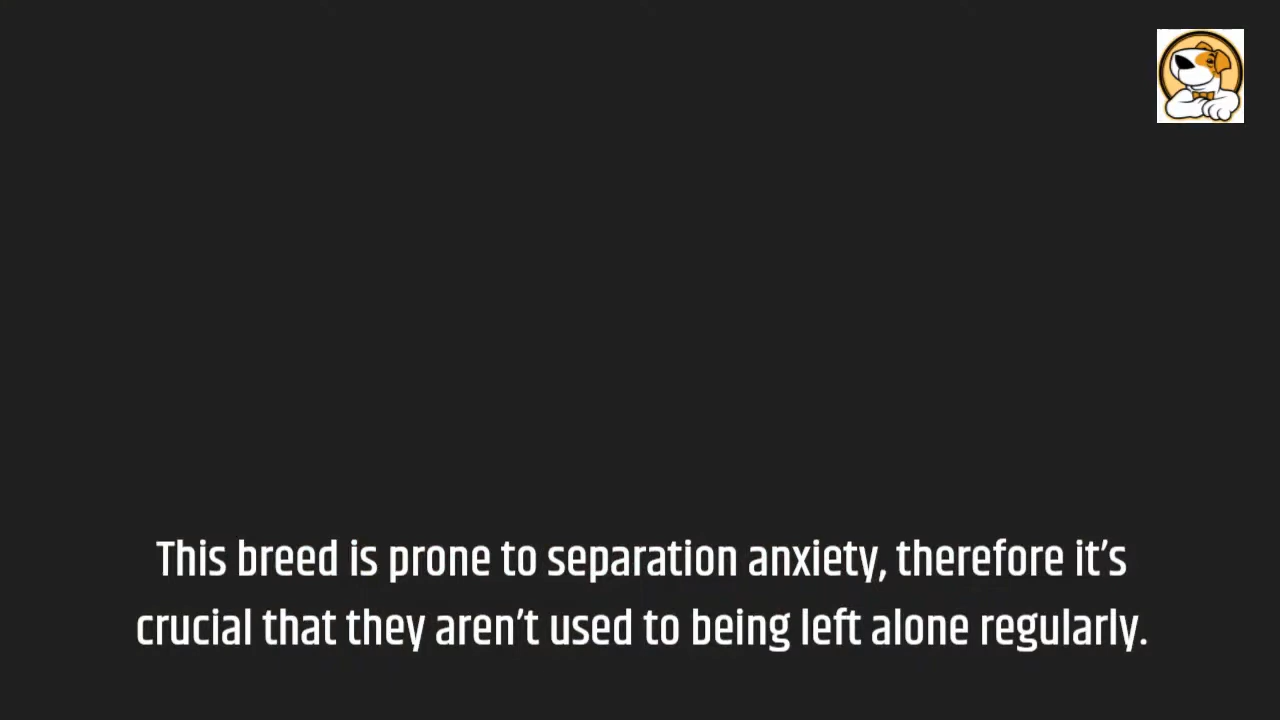 This breed is prone to separation anxiety, therefore it’s
crucial that they aren’t used to being left alone regularly.